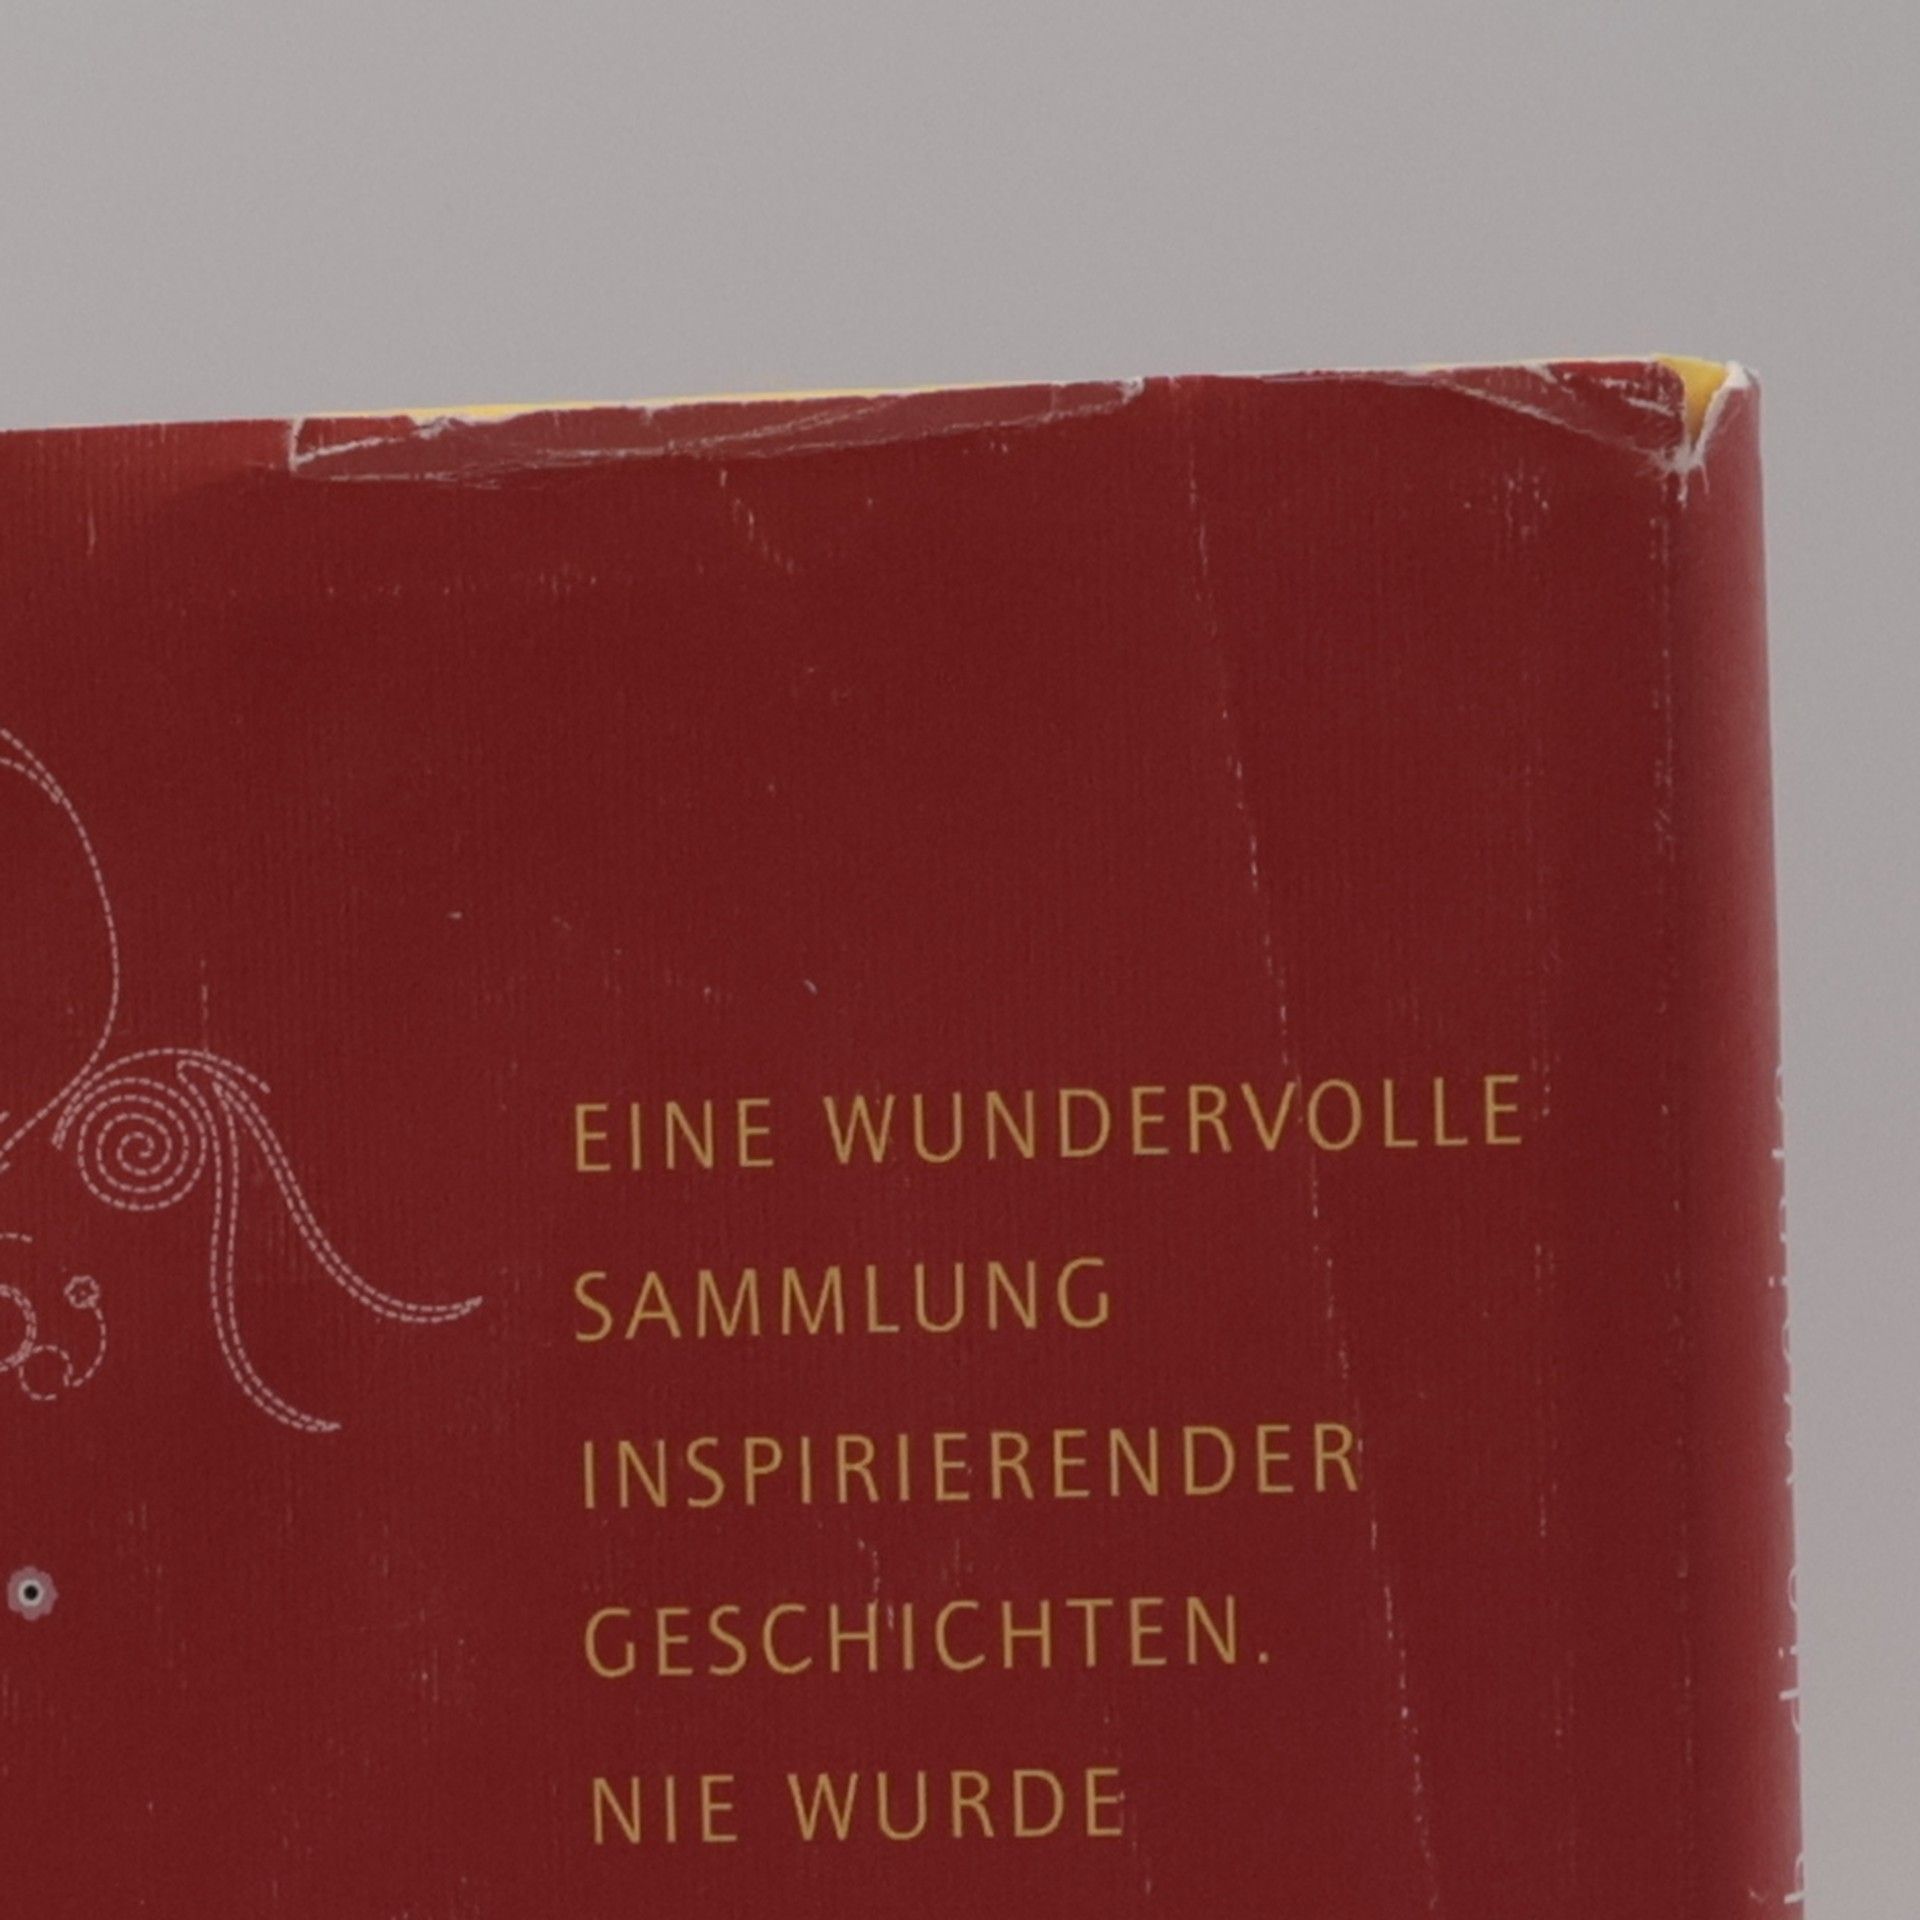 EINE WUNDERVOLLE
SAMMLUNG
INSPIRIERENDER
GESCHICHTEN.
NIE WURDE